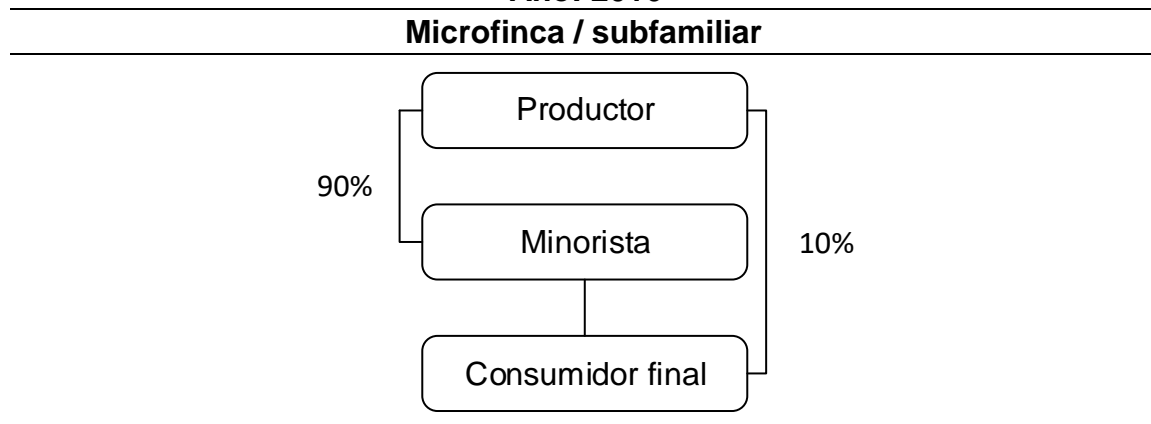 Microfinca / subfamiliar
Productor
90%
Minorista
10%
Consumidor final